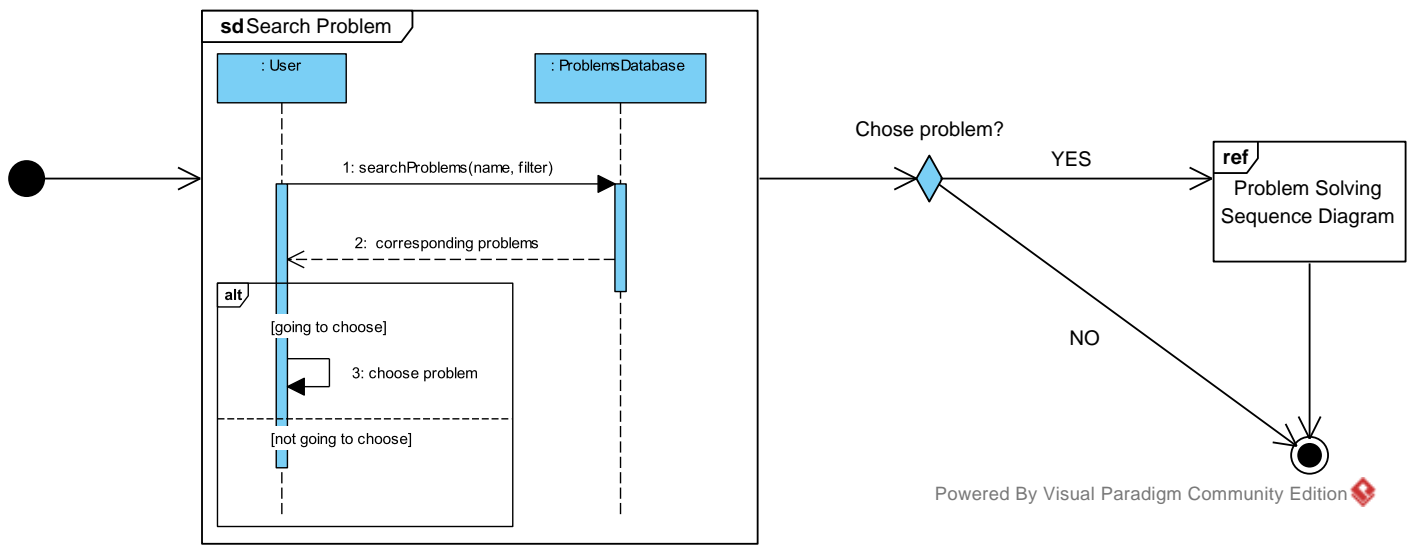 sd Search Problem
: User
: ProblemsDatabase
1: searchProblems(name, filter)
2: corresponding problems
alt
[going to choose]
3: choose problem
[not going to choose]
Chose problem?
YES
NO
ref
Problem Solving
Sequence Diagram
Powered By Visual Paradigm Community Edition